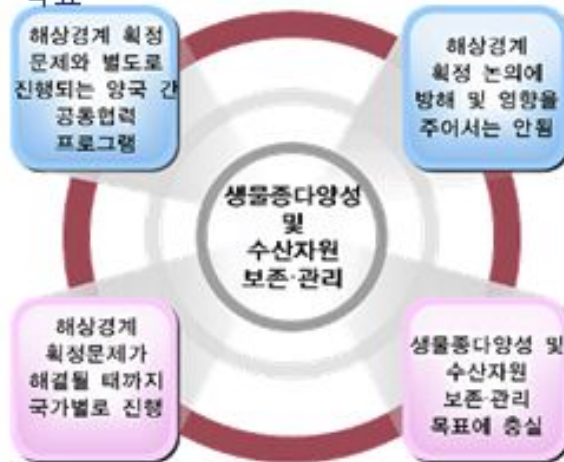 해상경계 획정
문제와 별도로
진행되는 양국 간
공동협력
프로그램
해상경계
획정 논의에
방해 및 영향을
주어서는 안됨
생물종다양성
및
수산자원
보존·관리
해상경계
획정문제가
해결될 때까지
국가별로 진행
생물종다양성 및
수산자원
보존·관리
목표에 충실